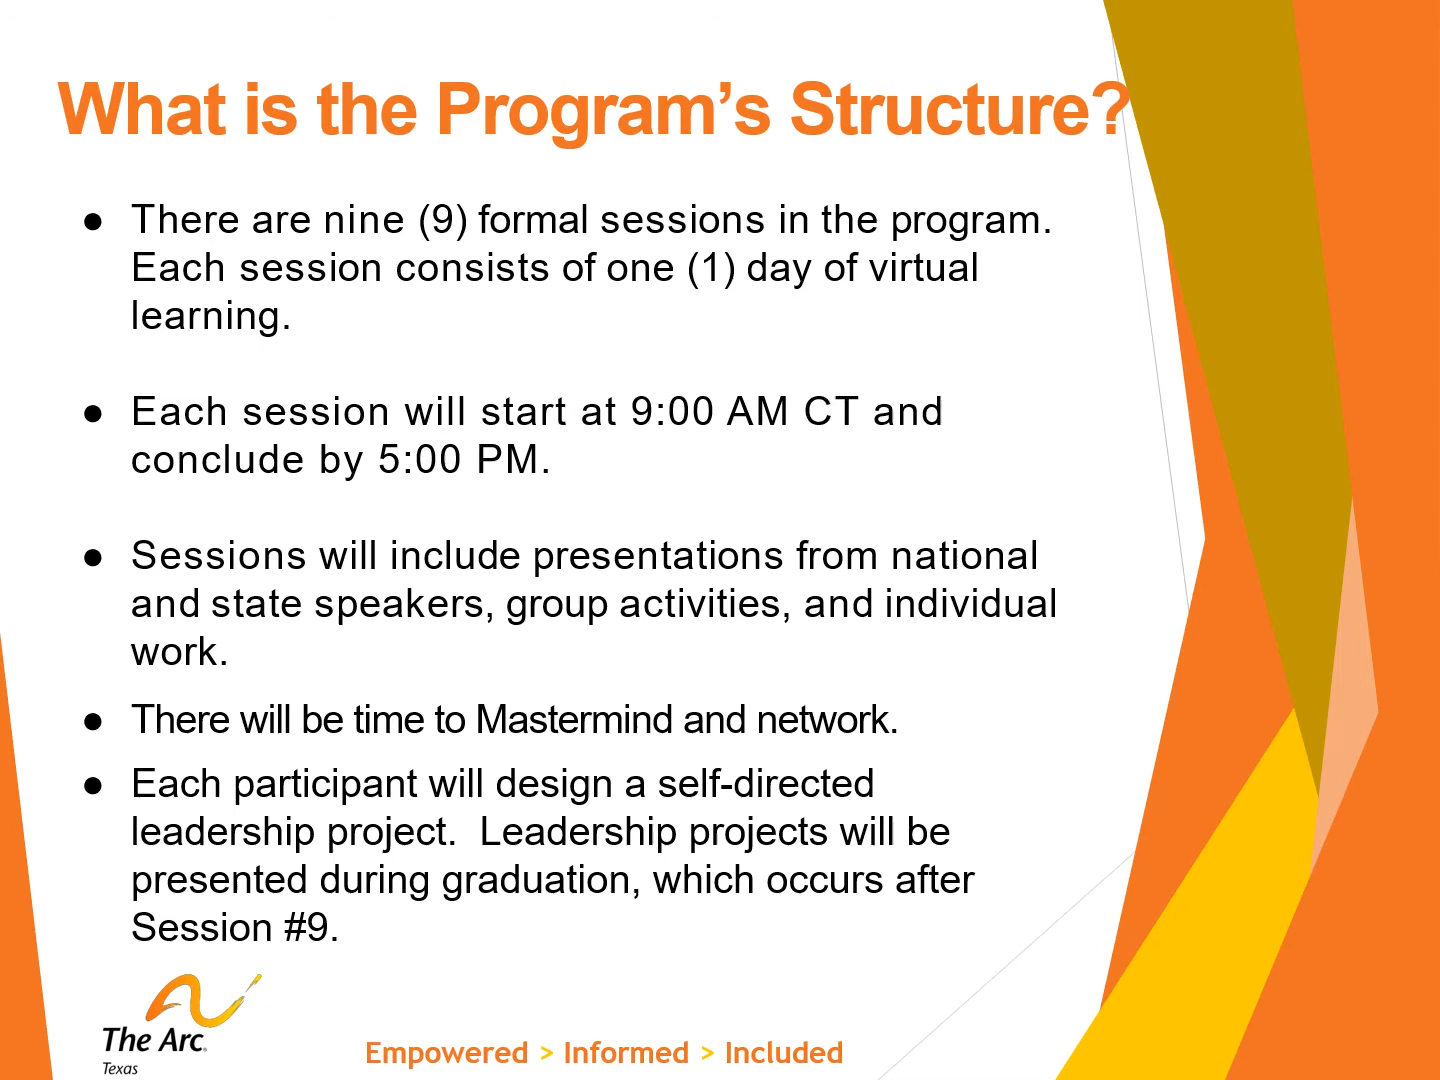 What is the Program’s Structure?
● There are nine (9) formal sessions in the program.
Each session consists of one (1) day of virtual
learning.
● Each session will start at 9:00 AM CT and
conclude by 5:00 PM.
● Sessions will include presentations from national
and state speakers, group activities, and individual
work.
● There will be time to Mastermind and network.
● Each participant will design a self-directed
leadership project.  Leadership projects will be
presented during graduation, which occurs after
Session #9.
The Arc.
Texas
Empowered > Informed > Included